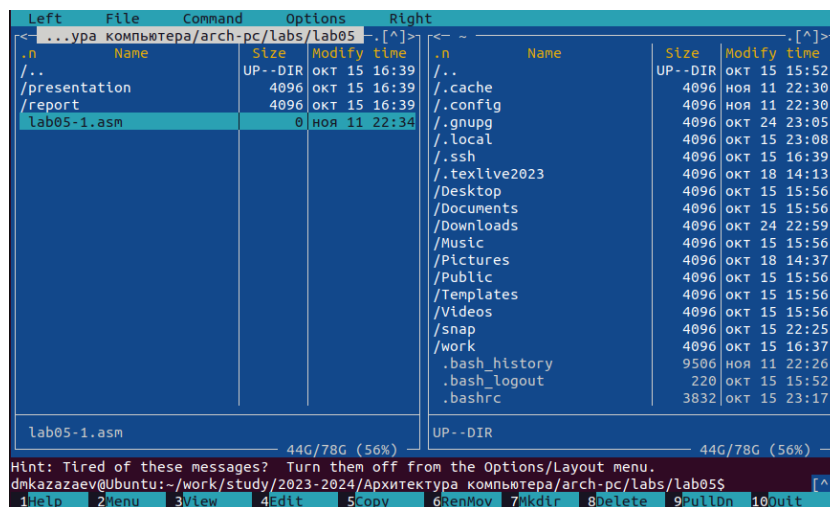 Left File Command Options Right
<— ...ура компьютера/arch-pc/labs/lab05 —.[^]>
.n Name Size Modify time
/.. UP--DIR окт 15 16:39
/presentation 4096 окт 15 16:39
/report 4096 окт 15 16:39
lab05-1.asm 0 ноя 11 22:34
lab05-1.asm
44G/78G (56%)
<— ~ —.[^]>
.n Name Size Modify time
/.. UP--DIR окт 15 15:52
/.cache 4096 ноя 11 22:30
/.config 4096 ноя 11 22:30
/.gnupg 4096 окт 24 23:05
/.local 4096 окт 15 23:08
/.ssh 4096 окт 15 16:39
/.texlive2023 4096 окт 18 14:13
/Desktop 4096 окт 15 15:56
/Documents 4096 окт 15 15:56
/Downloads 4096 окт 24 22:59
/Music 4096 окт 15 15:56
/Pictures 4096 окт 18 14:37
/Public 4096 окт 15 15:56
/Templates 4096 окт 15 15:56
/Videos 4096 окт 15 15:56
/snap 4096 окт 15 22:25
/work 4096 окт 15 16:37
.bash_history 9506 ноя 11 22:26
.bash_logout 220 окт 15 15:52
.bashrc 3832 окт 15 23:17
UP--DIR
44G/78G (56%)
Hint: Tired of these messages? Turn them off from the Options/Layout menu.
dmkazazaev@Ubuntu:~/work/study/2023-2024/Архитектура компьютера/arch-pc/labs/lab05$ [^
1Help 2Menu 3View 4Edit 5Copy 6RenMov 7Mkdir 8Delete 9PullDn 10Quit